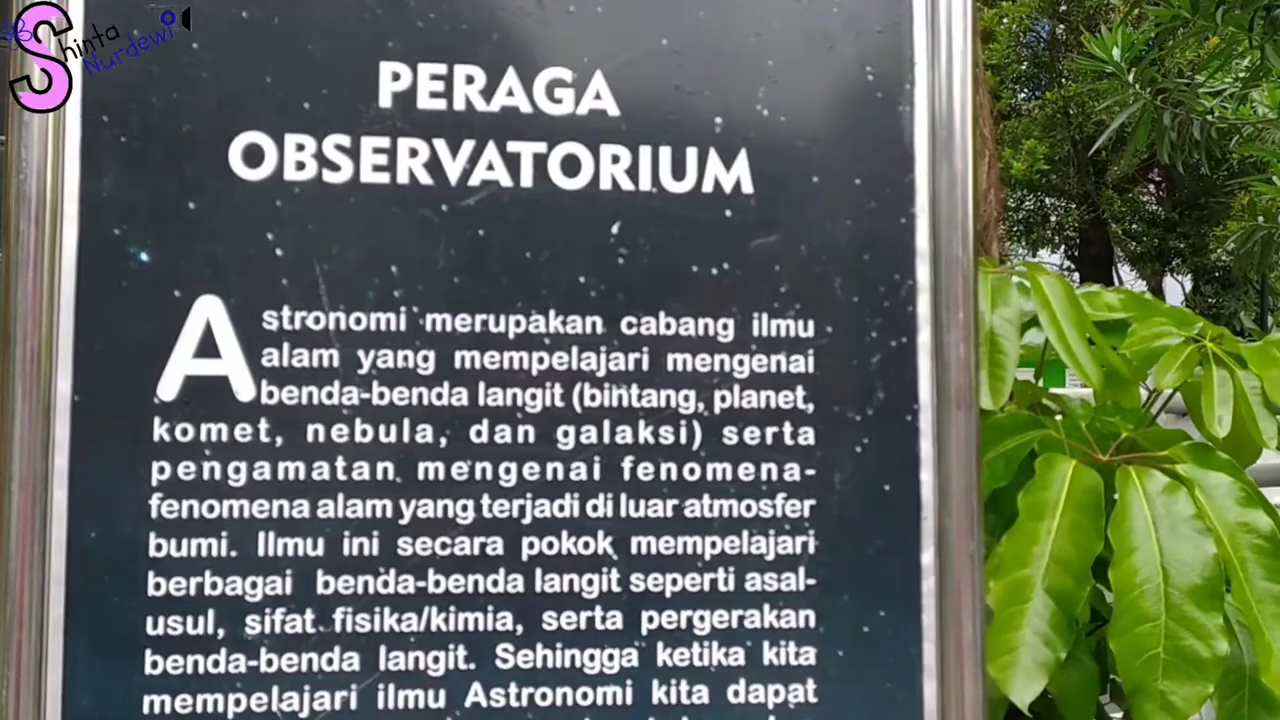 Shinta
Nurdewi
PERAGA
OBSERVATORIUM
Astronomi merupakan cabang ilmu
alam yang mempelajari mengenai
benda-benda langit (bintang, planet,
komet, nebula, dan galaksi) serta
pengamatan mengenai fenomena-
fenomena alam yang terjadi di luar atmosfer
bumi. Ilmu ini secara pokok mempelajari
berbagai benda-benda langit seperti asal-
usul, sifat fisika/kimia, serta pergerakan
benda-benda langit. Sehingga ketika kita
mempelajari ilmu Astronomi kita dapat